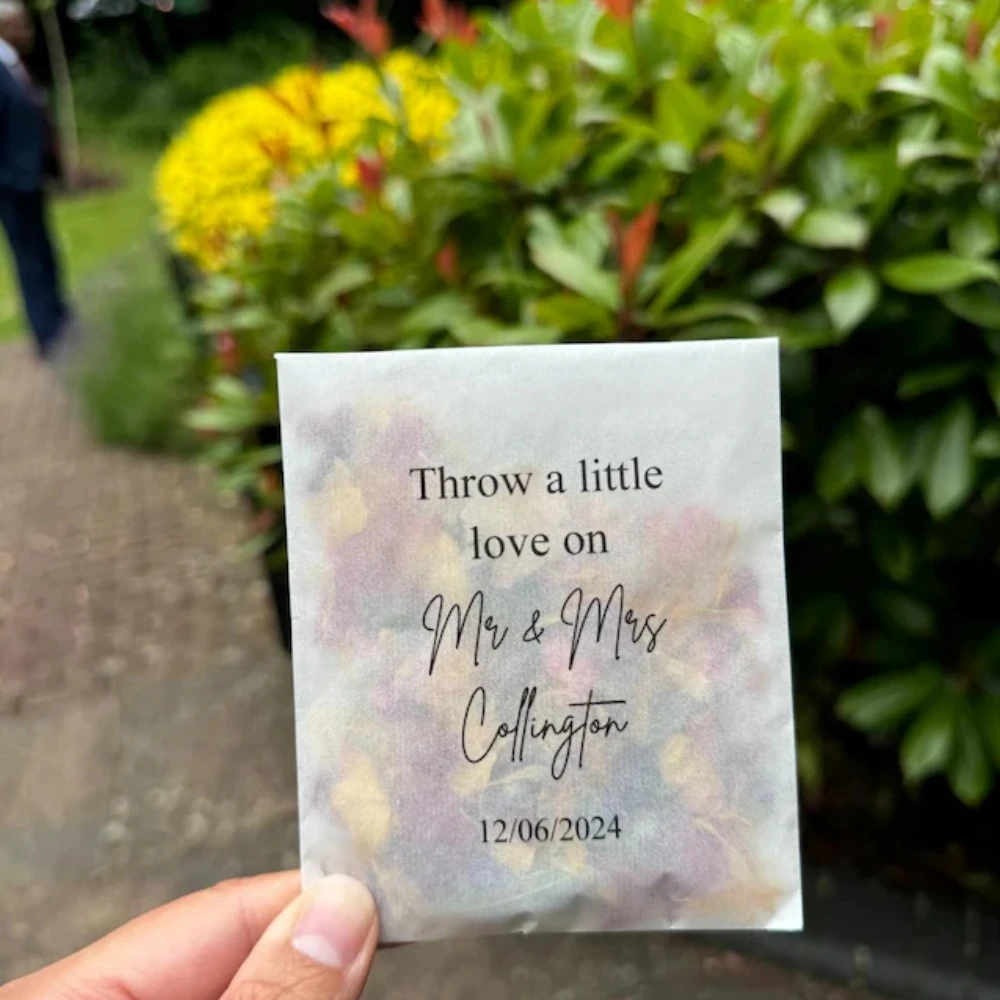 Throw a little
love on
Mr & Mrs
Collington
12/06/2024